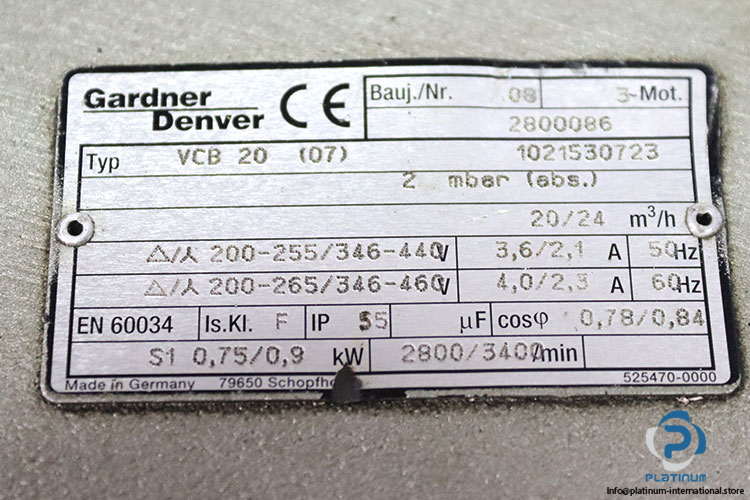 Gardner
Denver CE
Bauj./Nr. 08 3~Mot.
2800086
Typ VCB 20 (07) 1021530723
2 mbar (abs.)
20/24 m³/h
△/⅄ 200-255/346-440V 3,6/2,1 A 50Hz
△/⅄ 200-265/346-460V 4,0/2,3 A 60Hz
EN 60034 Is.Kl. F IP 55 µF cosφ 0,78/0,84
S1 0,75/0,9 kW 2800/3400/min
Made in Germany 79650 525470-0000
PLATINUM
INTERNATIONAL
Info@platinum-international.store